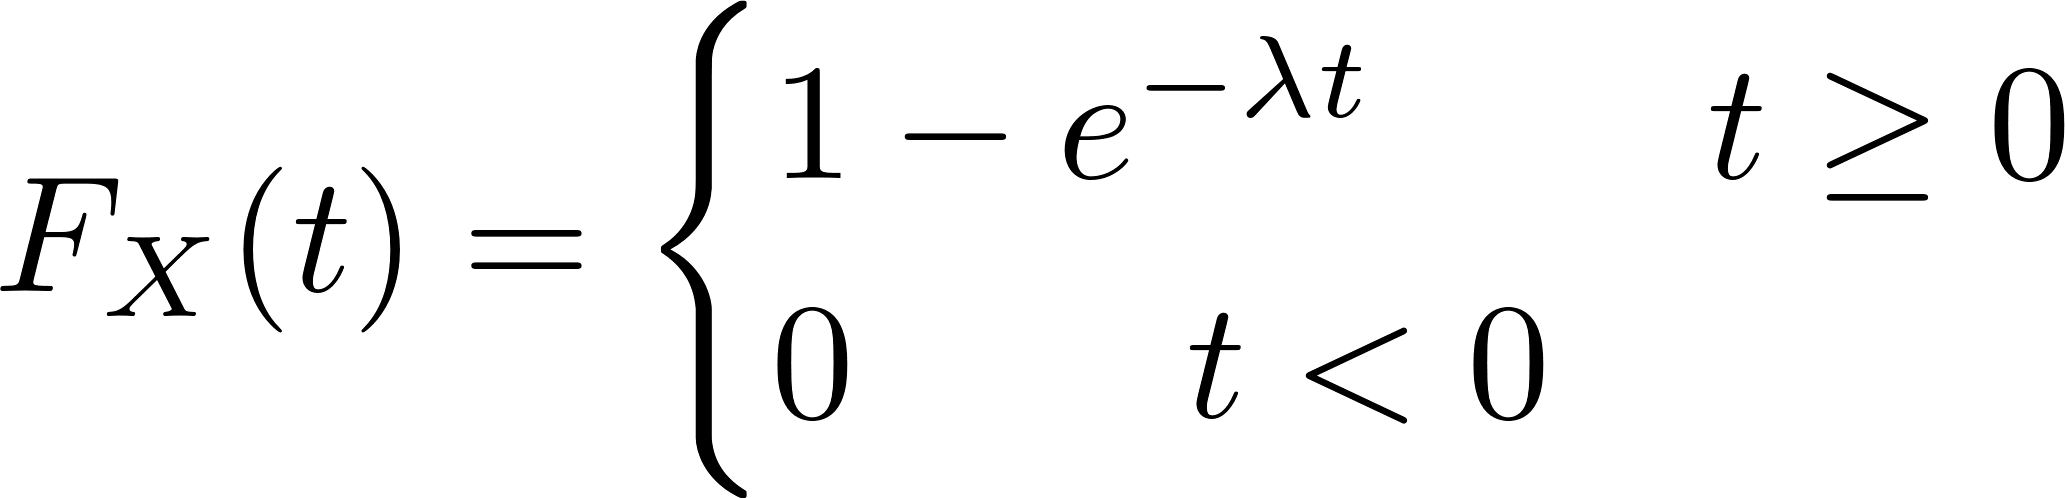 F_X(t) = { 1 − e^{−λt}   t ≥ 0
0   t < 0